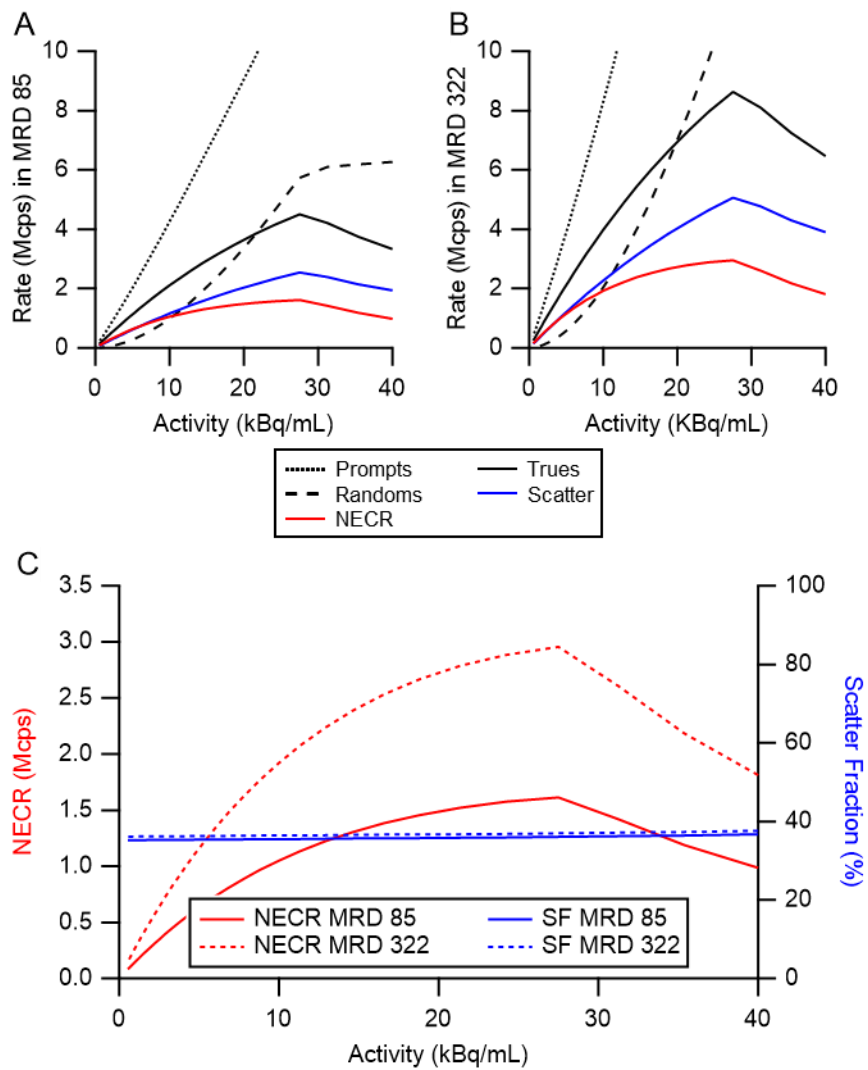 A
Rate (Mcps) in MRD 85
10
8
6
4
2
0
0 10 20 30 40
Activity (kBq/mL)
B
Rate (Mcps) in MRD 322
10
8
6
4
2
0
0 10 20 30 40
Activity (KBq/mL)
Prompts
Trues
Randoms
Scatter
NECR
C
NECR (Mcps)
3.5
3.0
2.5
2.0
1.5
1.0
0.5
0.0
100
80
60
40
20
0
Scatter Fraction (%)
NECR MRD 85
SF MRD 85
NECR MRD 322
SF MRD 322
0 10 20 30 40
Activity (kBq/mL)